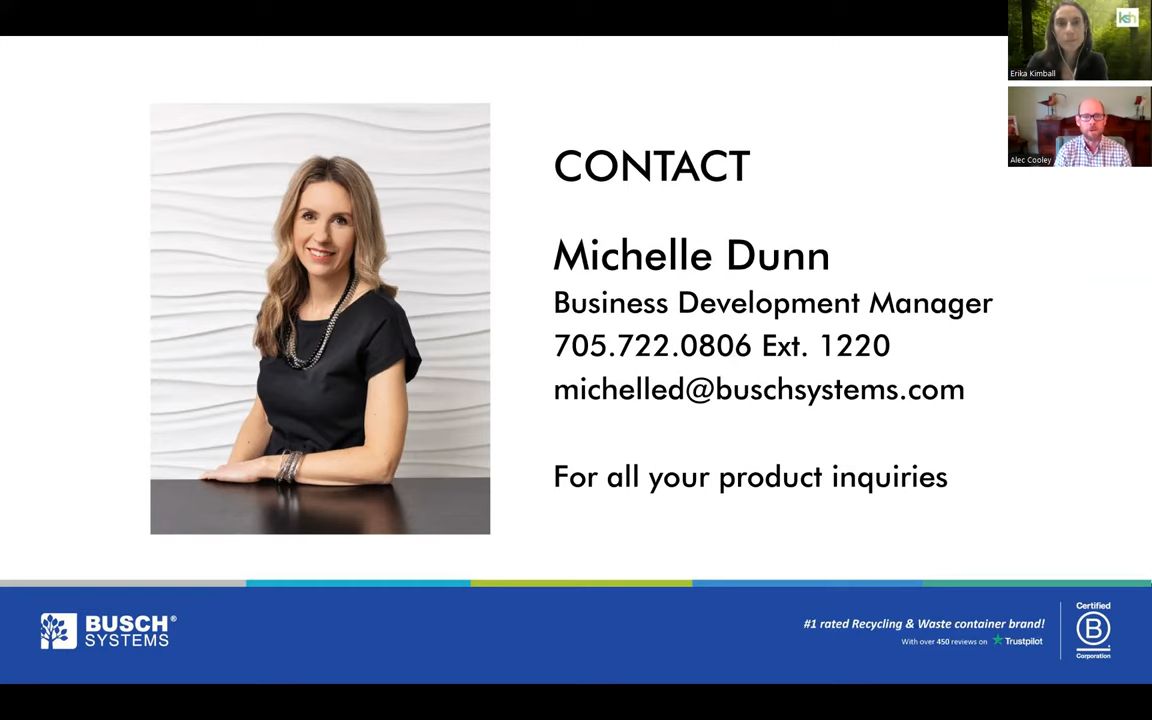 ksh
Erika Kimball
Alec Cooley
CONTACT
Michelle Dunn
Business Development Manager
705.722.0806 Ext. 1220
michelled@buschsystems.com
For all your product inquiries
BUSCH®
SYSTEMS
#1 rated Recycling & Waste container brand!
With over 450 reviews on Trustpilot
Certified
B
Corporation